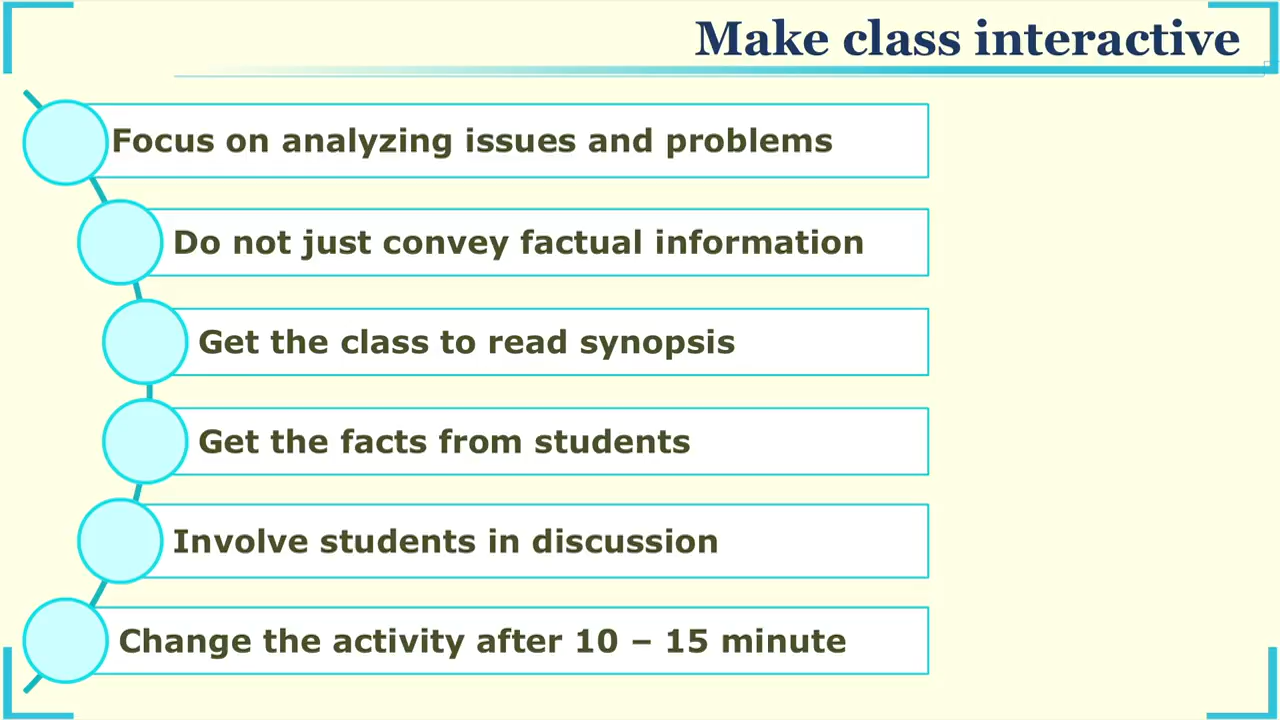 Make class interactive
Focus on analyzing issues and problems
Do not just convey factual information
Get the class to read synopsis
Get the facts from students
Involve students in discussion
Change the activity after 10 – 15 minute